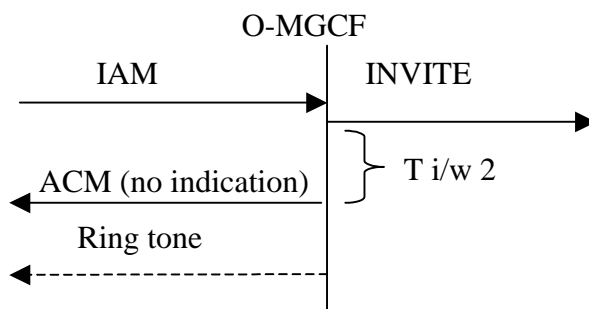 O-MGCF
IAM
INVITE
T i/w 2
ACM (no indication)
Ring tone